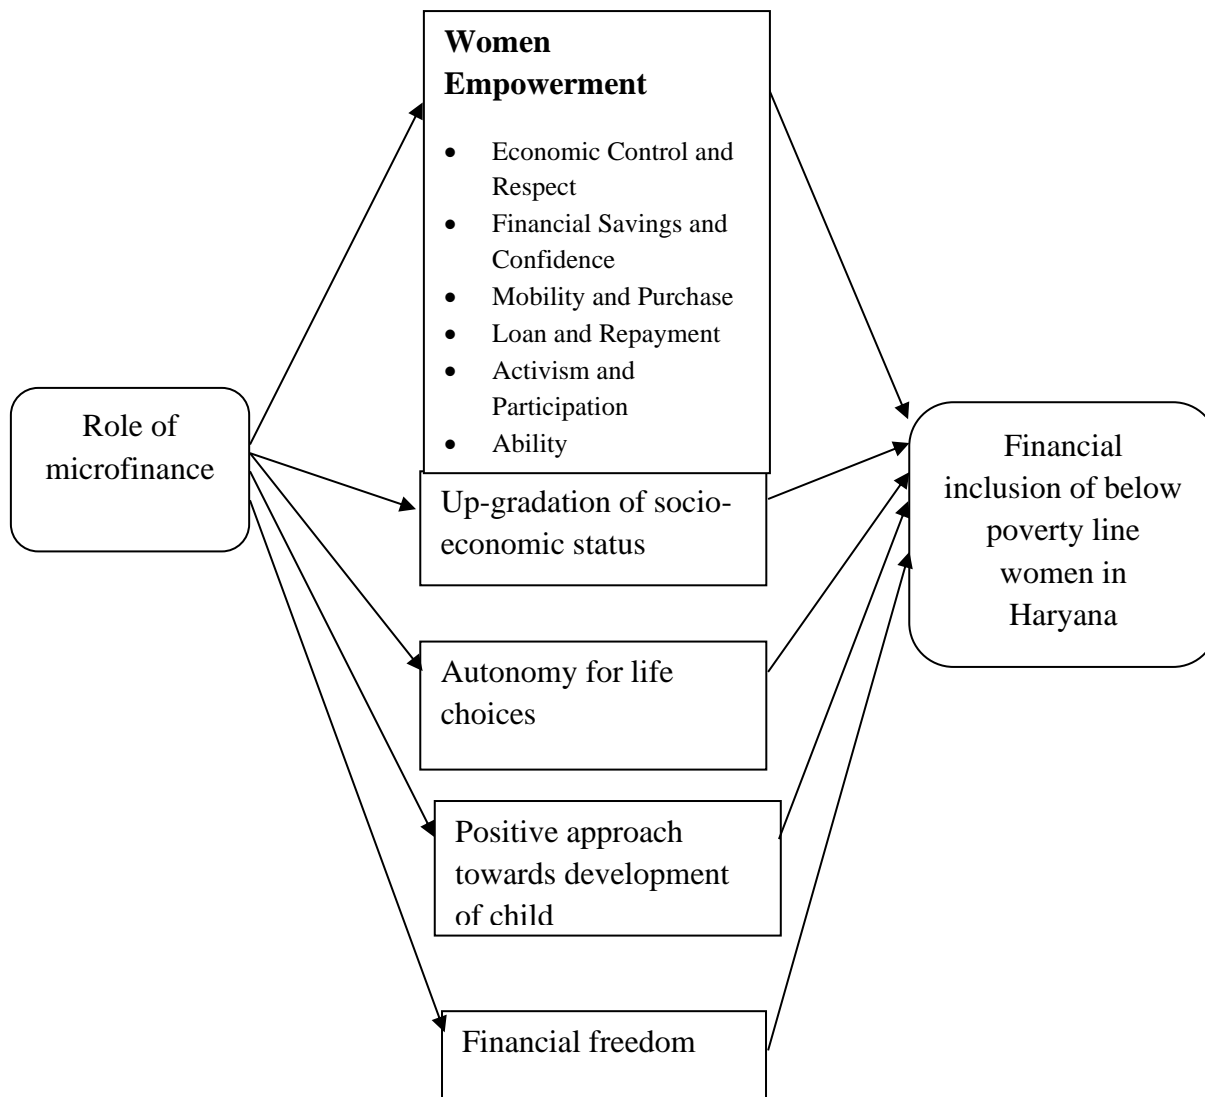 Women
Empowerment
• Economic Control and
Respect
• Financial Savings and
Confidence
• Mobility and Purchase
• Loan and Repayment
• Activism and
Participation
• Ability
Role of
microfinance
Up-gradation of socio-
economic status
Autonomy for life
choices
Positive approach
towards development
of child
Financial freedom
Financial
inclusion of below
poverty line
women in
Haryana